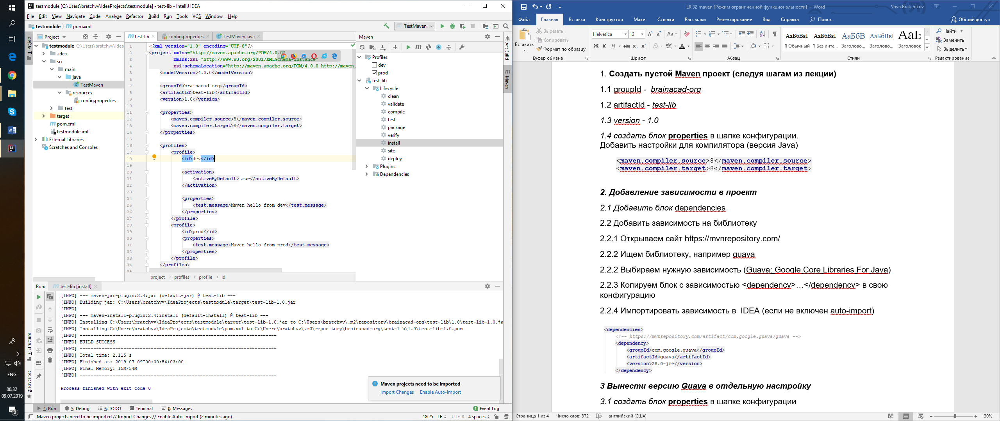 testmodule [C:\Users\bratchvv\IdeaProjects\testmodule] - test-lib - IntelliJ IDEA
File Edit View Navigate Code Analyze Refactor Build Run Tools VCS Window Help
testmodule pom.xml
TestMaven
Project
test-lib
config.properties
TestMaven.java
Maven
1: Project
testmodule C:\Users\bratchvv\Idea
.idea
src
main
java
TestMaven
resources
config.properties
test
target
pom.xml
testmodule.iml
External Libraries
Scratches and Consoles
1 <?xml version="1.0" encoding="UTF-8"?>
2 <project xmlns="http://maven.apache.org/POM/4.0.0"
3 xmlns:xsi="http://www.w3.org/2001/XMLSchema-instance"
4 xsi:schemaLocation="http://maven.apache.org/POM/4.0.0 http://maven.
5 <modelVersion>4.0.0</modelVersion>
6
7 <groupId>brainacad-org</groupId>
8 <artifactId>test-lib</artifactId>
9 <version>1.0</version>
10
11 <properties>
12 <maven.compiler.source>8</maven.compiler.source>
13 <maven.compiler.target>8</maven.compiler.target>
14 </properties>
15
16 <profiles>
17 <profile>
18 <id>dev</id>
19
20 <activation>
21 <activeByDefault>true</activeByDefault>
22 </activation>
23
24 <properties>
25 <test.message>Maven hello from dev</test.message>
26 </properties>
27 </profile>
28 <profile>
29 <id>prod</id>
30 <properties>
31 <test.message>Maven hello from prod</test.message>
32 </properties>
33 </profile>
34 </profiles>
35
project profiles profile id
Profiles
dev
prod
test-lib
Lifecycle
clean
validate
compile
test
package
verify
install
site
deploy
Plugins
Dependencies
Ant Build
Maven
Run: test-lib [install]
[INFO] --- maven-jar-plugin:2.4:jar (default-jar) @ test-lib ---
[INFO] Building jar: C:\Users\bratchvv\IdeaProjects\testmodule\target\test-lib-1.0.jar
[INFO]
[INFO] --- maven-install-plugin:2.4:install (default-install) @ test-lib ---
[INFO] Installing C:\Users\bratchvv\IdeaProjects\testmodule\target\test-lib-1.0.jar to C:\Users\bratchvv\.m2\repository\brainacad-org\test-lib\1.0\test-lib-1.0.ja
[INFO] Installing C:\Users\bratchvv\IdeaProjects\testmodule\pom.xml to C:\Users\bratchvv\.m2\repository\brainacad-org\test-lib\1.0\test-lib-1.0.pom
[INFO] ------------------------------------------------------------------------
[INFO] BUILD SUCCESS
[INFO] ------------------------------------------------------------------------
[INFO] Total time: 2.115 s
[INFO] Finished at: 2019-07-09T00:30:54+03:00
[INFO] Final Memory: 15M/54M
[INFO] ------------------------------------------------------------------------
Process finished with exit code 0
Maven projects need to be imported
Import Changes Enable Auto-Import
7: Structure
2: Favorites
4: Run 5: Debug 6: TODO Terminal 0: Messages
1 Event Log
Maven projects need to be imported // Import Changes // Enable Auto-Import (2 minutes ago)
18:25 LF UTF-8 4 spaces
ENG
00:32
09.07.2019
2
LR 32 maven [Режим ограниченной функциональности] - Word
Vova Bratchikov
Файл Главная Вставка Конструктор Макет Ссылки Рассылки Рецензирование Вид Справка Поиск Общий доступ
Вставить
Вырезать
Копировать
Формат по образцу
Буфер обмена
Helvetica 12
Ж К Ч abc x₂ x²
Шрифт
Абзац
АаБбВвГ АаБбВвГ АаБбВ АаБбВвІ АаЬ
¶ Обычный ¶ Без инте... Заголово... Заголово... Заголовок
Стили
Найти
Заменить
Выделить
Редактирование
1. Создать пустой Maven проект (следуя шагам из лекции)
1.1 groupId - brainacad-org
1.2 artifactId - test-lib
1.3 version - 1.0
1.4 создать блок properties в шапке конфигурации.
Добавить настройки для компилятора (версия Java)
<maven.compiler.source>8</maven.compiler.source>
<maven.compiler.target>8</maven.compiler.target>
2. Добавление зависимости в проект
2.1 Добавить блок dependencies
2.2 Добавить зависимость на библиотеку
2.2.1 Открываем сайт https://mvnrepository.com/
2.2.2 Ищем библиотеку, например guava
2.2.2 Выбираем нужную зависимость (Guava: Google Core Libraries For Java)
2.2.3 Копируем блок с зависимостью <dependency>…</dependency> в свою
конфигурацию
2.2.4 Импортировать зависимость в IDEA (если не включен auto-import)
<dependencies>
<!-- https://mvnrepository.com/artifact/com.google.guava/guava -->
<dependency>
<groupId>com.google.guava</groupId>
<artifactId>guava</artifactId>
<version>28.0-jre</version>
</dependency>
3 Вынести версию Guava в отдельную настройку
3.1 создать блок properties в шапке конфигурации
Страница 1 из 4 Число слов: 372 английский (США) 130%